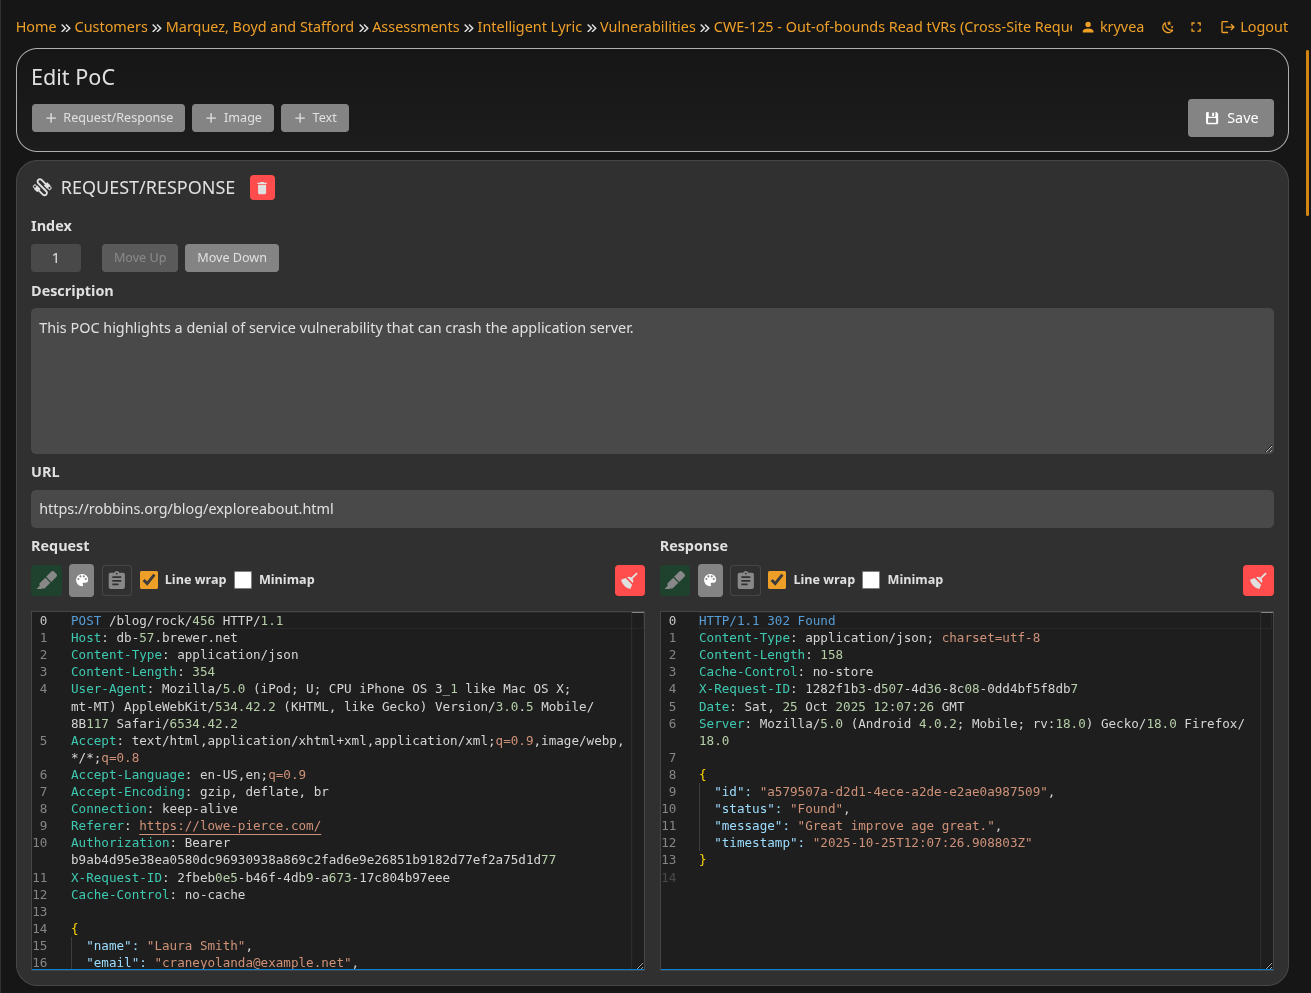 Home » Customers » Marquez, Boyd and Stafford » Assessments » Intelligent Lyric » Vulnerabilities » CWE-125 - Out-of-bounds Read tVRs (Cross-Site Reque kryvea Logout
Edit PoC
+ Request/Response + Image + Text Save
REQUEST/RESPONSE
Index
1 Move Up Move Down
Description
This POC highlights a denial of service vulnerability that can crash the application server.
URL
https://robbins.org/blog/exploreabout.html
Request
Line wrap Minimap
0 POST /blog/rock/456 HTTP/1.1
1 Host: db-57.brewer.net
2 Content-Type: application/json
3 Content-Length: 354
4 User-Agent: Mozilla/5.0 (iPod; U; CPU iPhone OS 3_1 like Mac OS X;
mt-MT) AppleWebKit/534.42.2 (KHTML, like Gecko) Version/3.0.5 Mobile/
8B117 Safari/6534.42.2
5 Accept: text/html,application/xhtml+xml,application/xml;q=0.9,image/webp,
*/*;q=0.8
6 Accept-Language: en-US,en;q=0.9
7 Accept-Encoding: gzip, deflate, br
8 Connection: keep-alive
9 Referer: https://lowe-pierce.com/
10 Authorization: Bearer
b9ab4d95e38ea0580dc96930938a869c2fad6e9e26851b9182d77ef2a75d1d77
11 X-Request-ID: 2fbeb0e5-b46f-4db9-a673-17c804b97eee
12 Cache-Control: no-cache
13
14 {
15 "name": "Laura Smith",
16 "email": "craneyolanda@example.net",
Response
Line wrap Minimap
0 HTTP/1.1 302 Found
1 Content-Type: application/json; charset=utf-8
2 Content-Length: 158
3 Cache-Control: no-store
4 X-Request-ID: 1282f1b3-d507-4d36-8c08-0dd4bf5f8db7
5 Date: Sat, 25 Oct 2025 12:07:26 GMT
6 Server: Mozilla/5.0 (Android 4.0.2; Mobile; rv:18.0) Gecko/18.0 Firefox/
18.0
7
8 {
9 "id": "a579507a-d2d1-4ece-a2de-e2ae0a987509",
10 "status": "Found",
11 "message": "Great improve age great.",
12 "timestamp": "2025-10-25T12:07:26.908803Z"
13 }
14